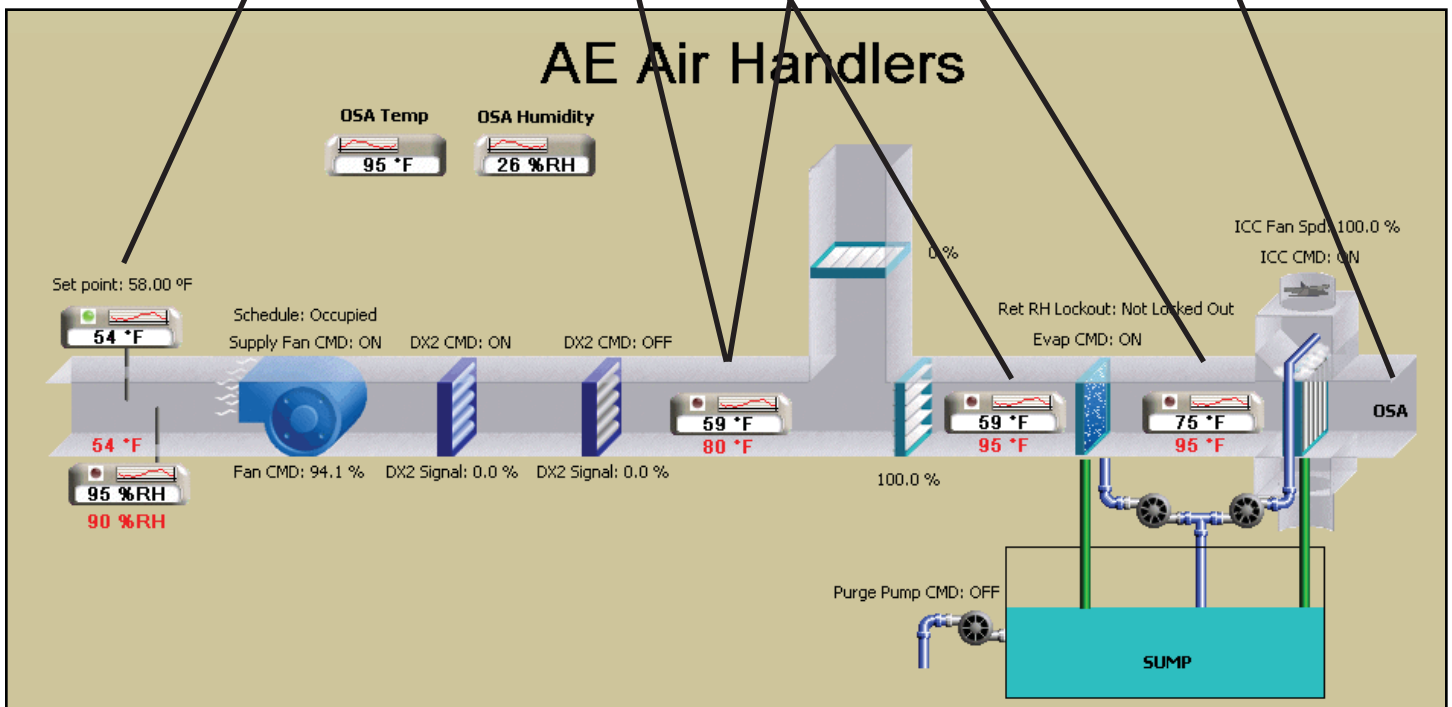 AE Air Handlers
OSA Temp
OSA Humidity
95 °F
26 %RH
ICC Fan Spd: 100.0 %
0 %
ICC CMD: ON
Set point: 58.00 ºF
54 °F
Schedule: Occupied
Supply Fan CMD: ON
DX2 CMD: ON
DX2 CMD: OFF
Ret RH Lockout: Not Locked Out
Evap CMD: ON
59 °F
80 °F
59 °F
95 °F
75 °F
95 °F
OSA
54 °F
95 %RH
90 %RH
Fan CMD: 94.1 %
DX2 Signal: 0.0 %
DX2 Signal: 0.0 %
100.0 %
Purge Pump CMD: OFF
SUMP